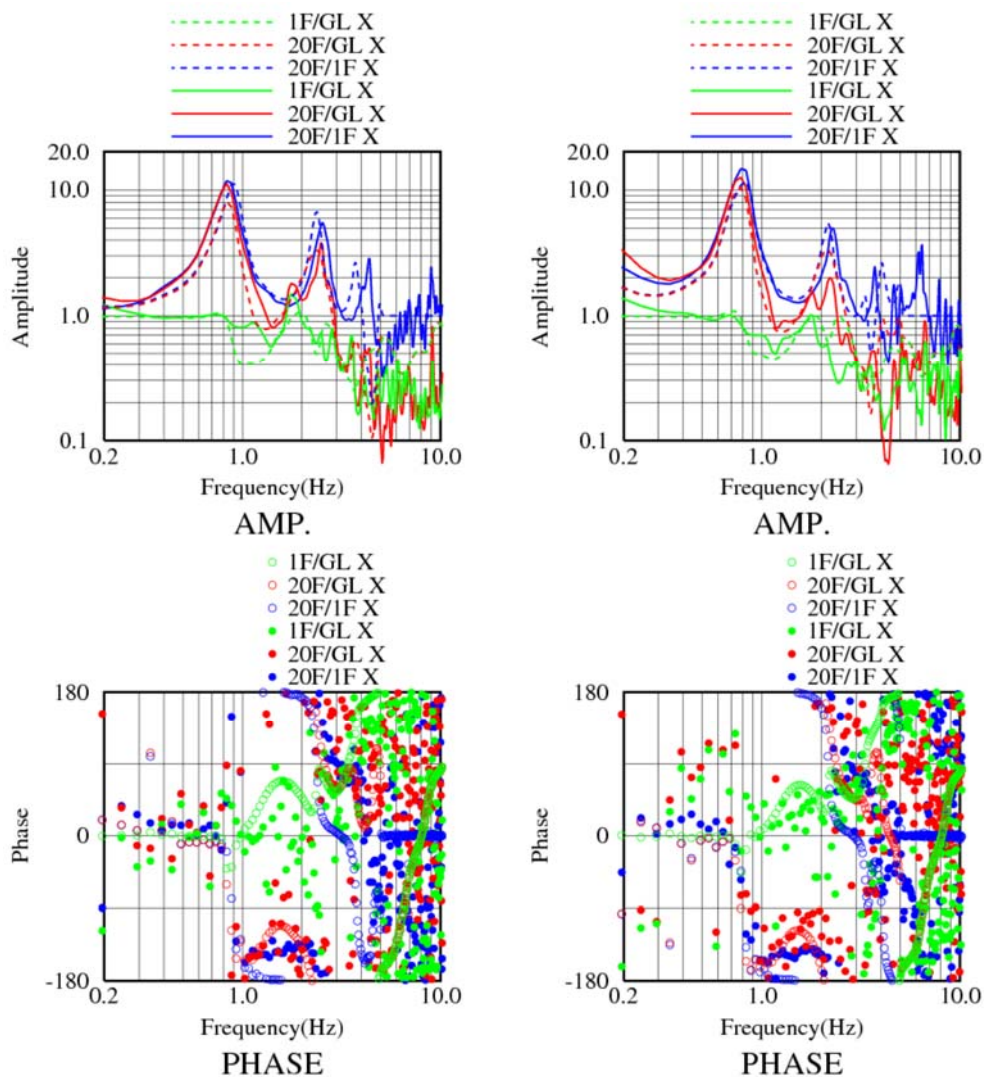 1F/GL X
20F/GL X
20F/1F X
1F/GL X
20F/GL X
20F/1F X
20.0
10.0
1.0
0.1
Amplitude
0.2
1.0
10.0
Frequency(Hz)
AMP.
1F/GL X
20F/GL X
20F/1F X
1F/GL X
20F/GL X
20F/1F X
20.0
10.0
1.0
0.1
Amplitude
0.2
1.0
10.0
Frequency(Hz)
AMP.
1F/GL X
20F/GL X
20F/1F X
1F/GL X
20F/GL X
20F/1F X
180
0
-180
Phase
0.2
1.0
10.0
Frequency(Hz)
PHASE
1F/GL X
20F/GL X
20F/1F X
1F/GL X
20F/GL X
20F/1F X
180
0
-180
Phase
0.2
1.0
10.0
Frequency(Hz)
PHASE